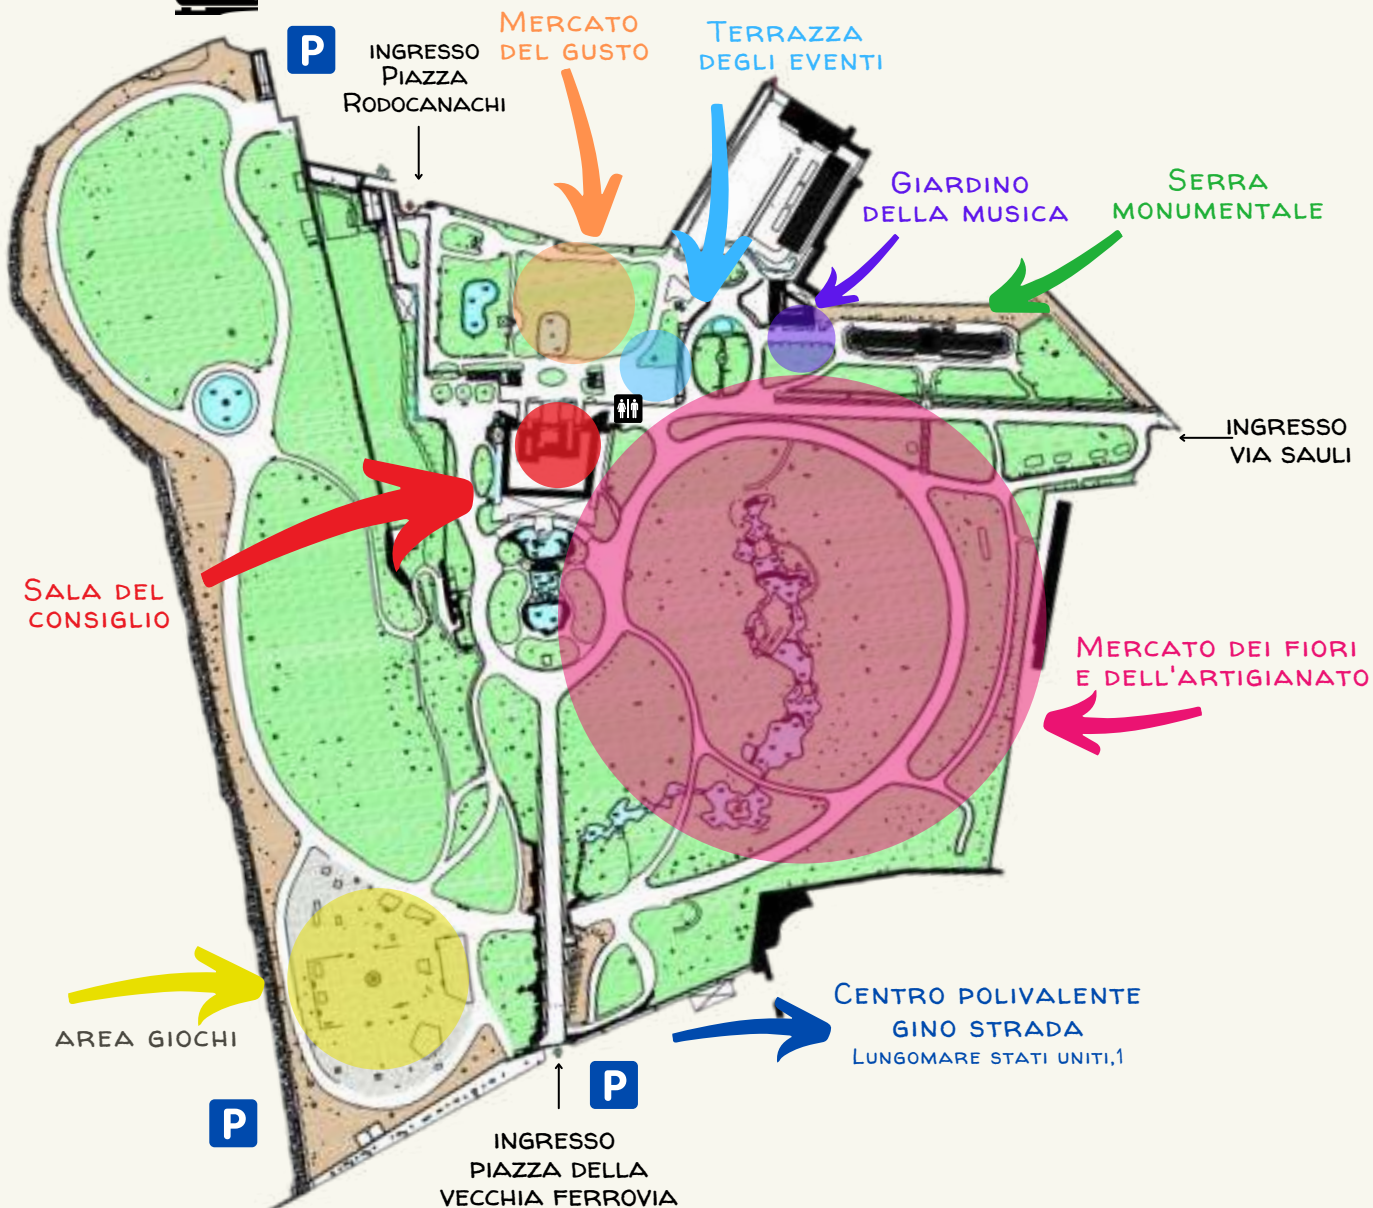 P
INGRESSO
PIAZZA
RODOCANACHI
MERCATO
DEL GUSTO
TERRAZZA
DEGLI EVENTI
GIARDINO
DELLA MUSICA
SERRA
MONUMENTALE
INGRESSO
VIA SAULI
SALA DEL
CONSIGLIO
MERCATO DEI FIORI
E DELL'ARTIGIANATO
AREA GIOCHI
CENTRO POLIVALENTE
GINO STRADA
LUNGOMARE STATI UNITI,1
P
P
INGRESSO
PIAZZA DELLA
VECCHIA FERROVIA